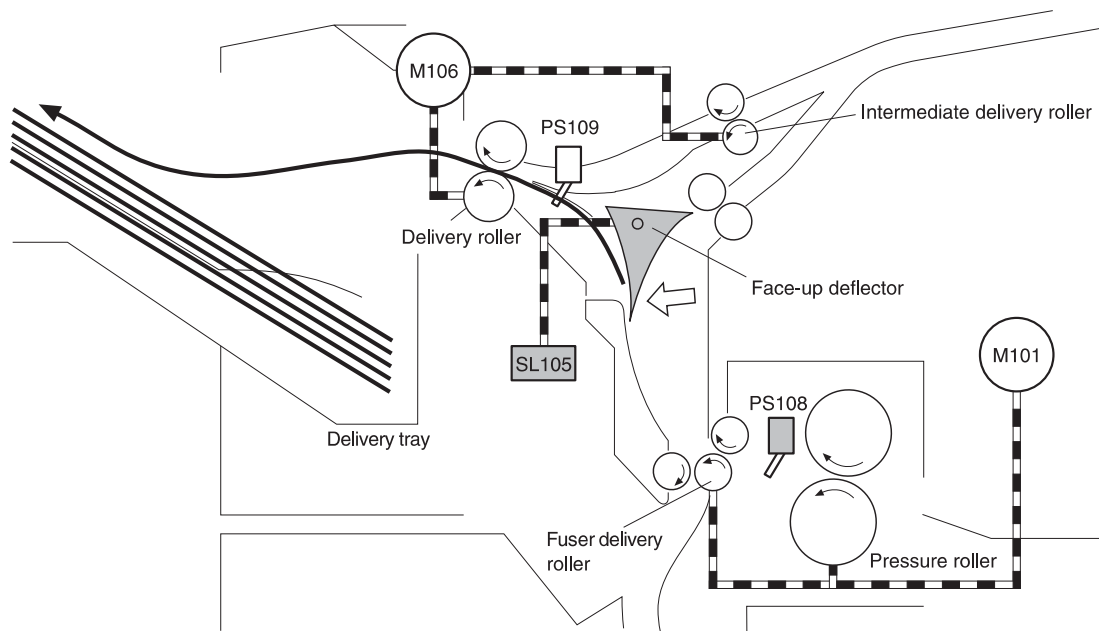 M106
PS109
Intermediate delivery roller
Delivery roller
Face-up deflector
SL105
M101
PS108
Delivery tray
Fuser delivery
roller
Pressure roller